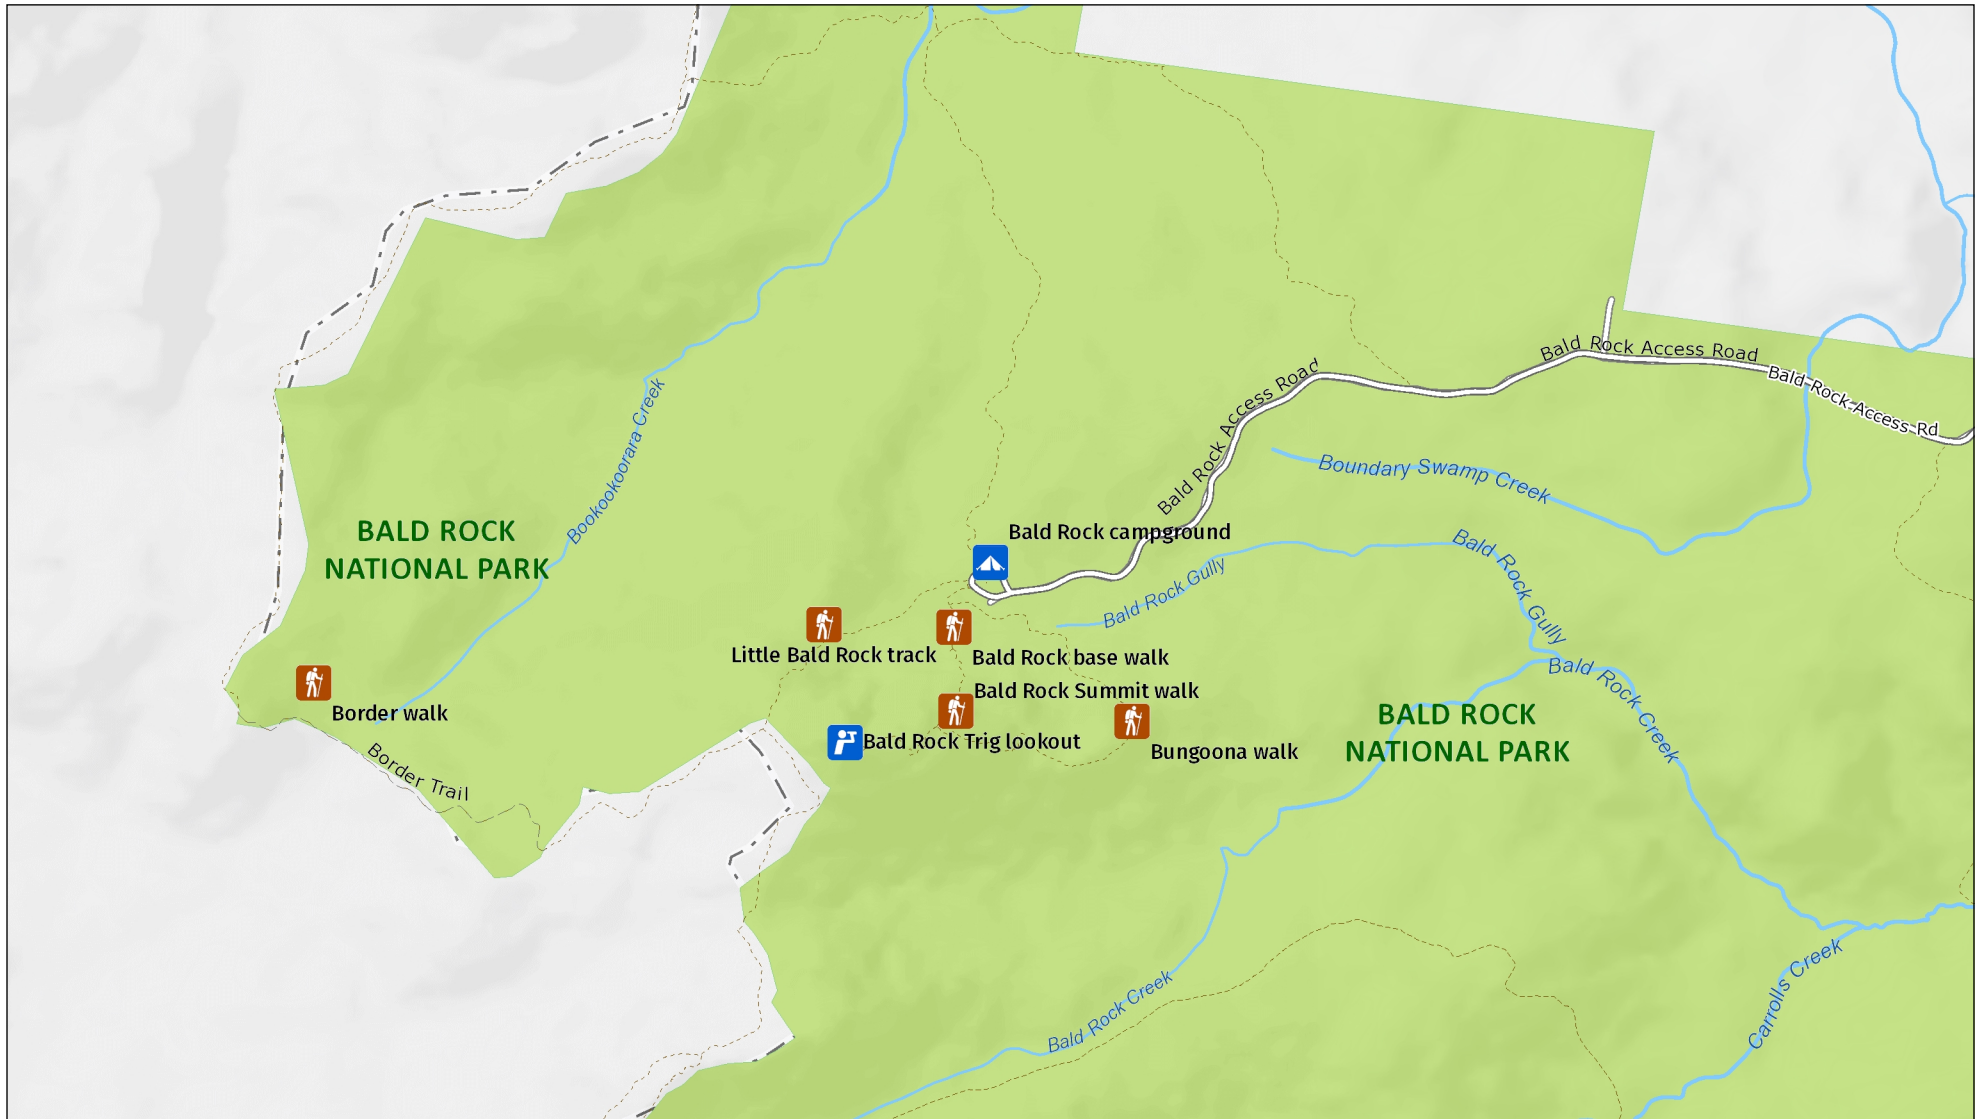 Bald Rock Access Road
Bald Rock Access Rd
Bald Rock Access Road
Bookookoorara Creek
Boundary Swamp Creek
BALD ROCK
NATIONAL PARK
Bald Rock campground
Bald Rock Gully
Bald Rock Gully
Little Bald Rock track
Bald Rock base walk
Bald Rock Summit walk
Bald Rock Creek
Border walk
BALD ROCK
NATIONAL PARK
Bald Rock Trig lookout
Bungoona walk
Border Trail
Bald Rock Creek
Carrolls Creek